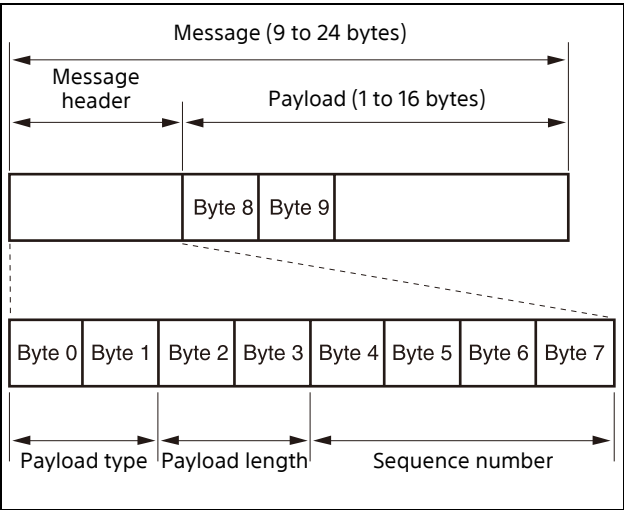 Message (9 to 24 bytes)
Message
header
Payload (1 to 16 bytes)
Byte 8 Byte 9
Byte 0 Byte 1 Byte 2 Byte 3 Byte 4 Byte 5 Byte 6 Byte 7
Payload type Payload length Sequence number